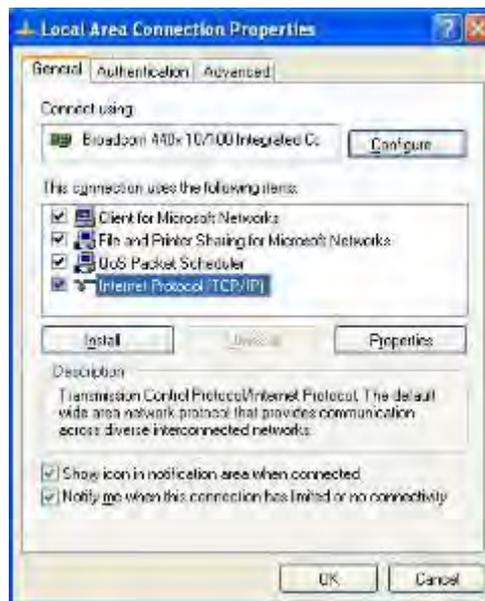 Local Area Connection Properties
General Authentication Advanced
Connect using:
Broadcom 440x 10/100 Integrated Cc Configure...
This connection uses the following items:
Client for Microsoft Networks
File and Printer Sharing for Microsoft Networks
QoS Packet Scheduler
Internet Protocol (TCP/IP)
Install... Uninstall Properties
Description
Transmission Control Protocol/Internet Protocol. The default
wide area network protocol that provides communication
across diverse interconnected networks.
Show icon in notification area when connected
Notify me when this connection has limited or no connectivity
OK Cancel